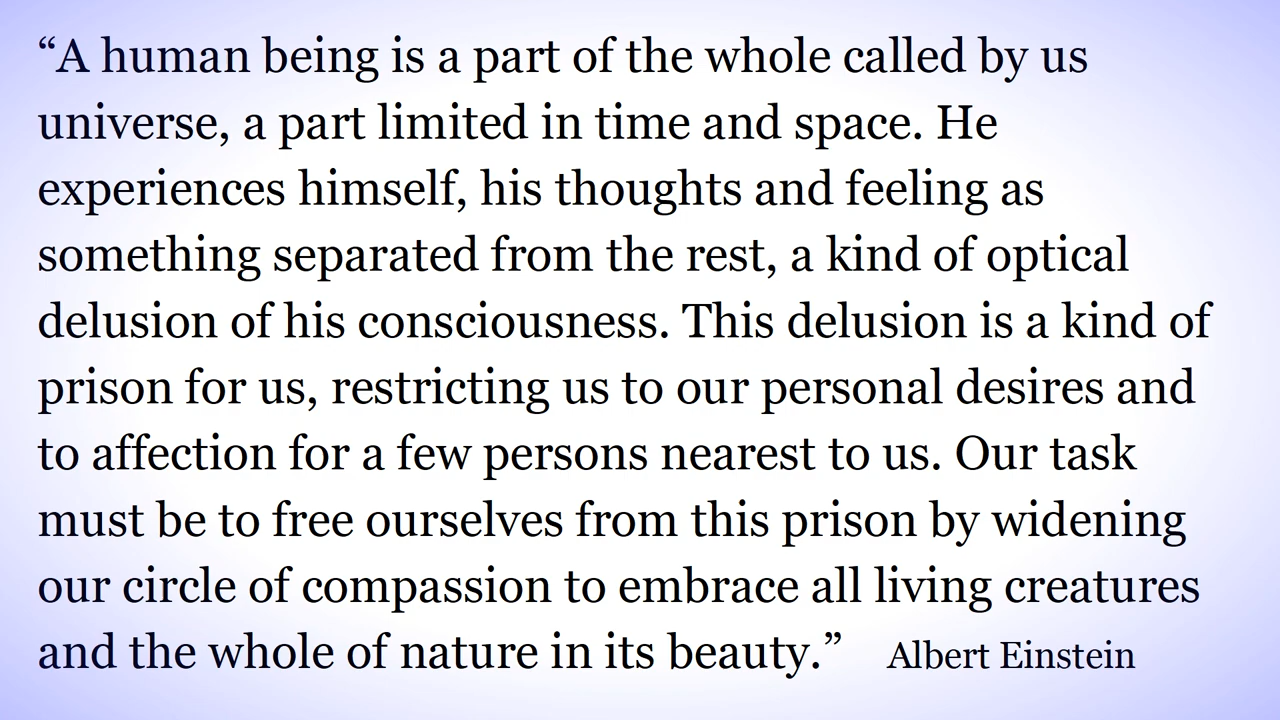 “A human being is a part of the whole called by us
universe, a part limited in time and space. He
experiences himself, his thoughts and feeling as
something separated from the rest, a kind of optical
delusion of his consciousness. This delusion is a kind of
prison for us, restricting us to our personal desires and
to affection for a few persons nearest to us. Our task
must be to free ourselves from this prison by widening
our circle of compassion to embrace all living creatures
and the whole of nature in its beauty.” Albert Einstein